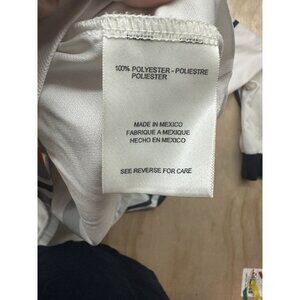 100% POLYESTER - POLIESTRE
POLIESTER
MADE IN MEXICO
FABRIQUE A MEXIQUE
HECHO EN MEXICO
SEE REVERSE FOR CARE